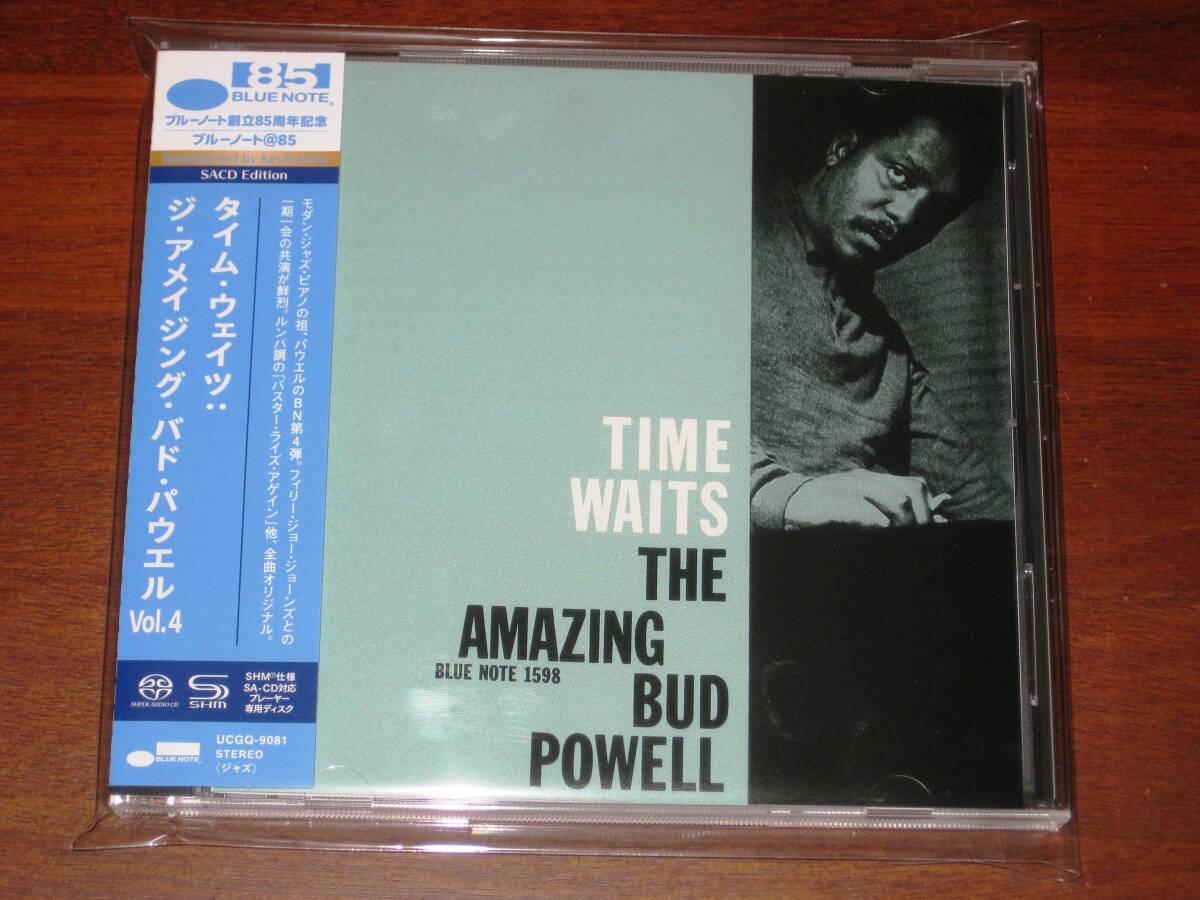 85
BLUE NOTE®
ブルーノート創立85周年記念
ブルーノート@85
Remastered by Kevin Gray
SACD Edition
モダン・ジャズ・ピアノの祖、パウエルのBN第4弾。フィリー・ジョー・ジョーンズとの
一期一会の共演が鮮烈。ルンバ調の「バスター・ライズ・アゲイン」他、全曲オリジナル。
タイム・ウェイツ:
ジ・アメイジング・バド・パウエル Vol.4
SUPER AUDIO CD
SHM
SHM®仕様
SA-CD対応
プレーヤー
専用ディスク
BLUE NOTE®
UCGQ-9081
STEREO
〈ジャズ〉
TIME
WAITS
THE
AMAZING
BLUE NOTE 1598
BUD
POWELL